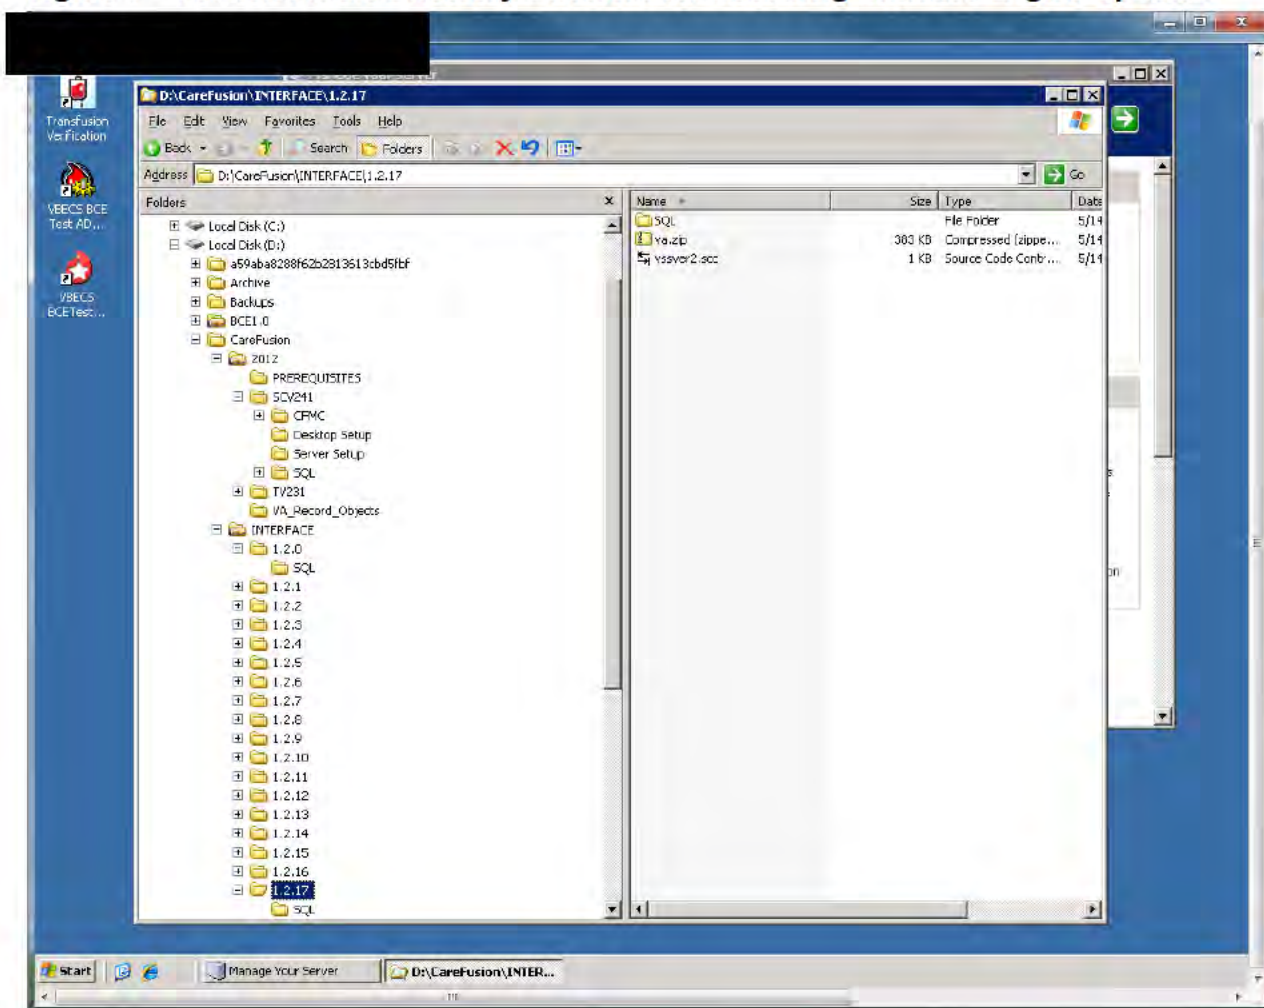 Transfusion
Verification
VBECS BCE
Test AD...
VBECS
BCETest...
D:\CareFusion\INTERFACE\1.2.17
File Edit View Favorites Tools Help
Back Search Folders
Address D:\CareFusion\INTERFACE\1.2.17 Go
Folders
Local Disk (C:)
Local Disk (D:)
a59aba8288f62b2813613cbd5fbf
Archive
Backups
BCE1.0
CareFusion
2012
PREREQUISITES
SCV241
CFMC
Desktop Setup
Server Setup
SQL
TV231
VA_Record_Objects
INTERFACE
1.2.0
SQL
1.2.1
1.2.2
1.2.3
1.2.4
1.2.5
1.2.6
1.2.7
1.2.8
1.2.9
1.2.10
1.2.11
1.2.12
1.2.13
1.2.14
1.2.15
1.2.16
1.2.17
SQL
Name Size Type Date
SQL File Folder 5/14
va.zip 383 KB Compressed (zippe... 5/14
vssver2.scc 1 KB Source Code Contr... 5/14
on
Start Manage Your Server D:\CareFusion\INTER...